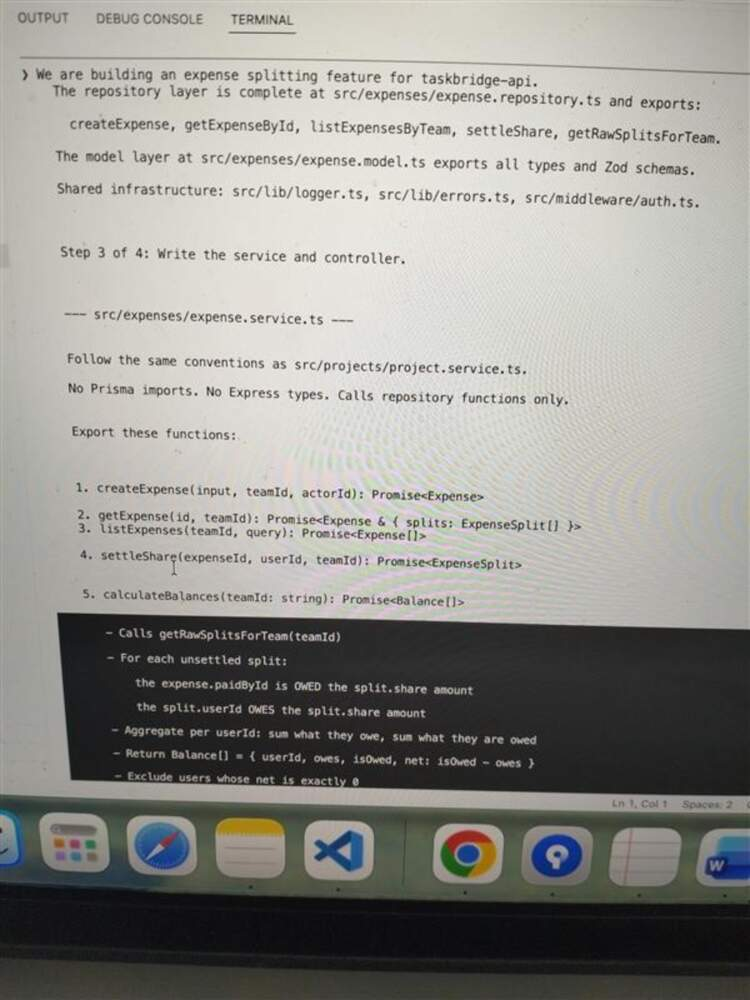 OUTPUT DEBUG CONSOLE TERMINAL
❯ We are building an expense splitting feature for taskbridge-api.
The repository layer is complete at src/expenses/expense.repository.ts and exports:
createExpense, getExpenseById, listExpensesByTeam, settleShare, getRawSplitsForTeam.
The model layer at src/expenses/expense.model.ts exports all types and Zod schemas.
Shared infrastructure: src/lib/logger.ts, src/lib/errors.ts, src/middleware/auth.ts.
Step 3 of 4: Write the service and controller.
--- src/expenses/expense.service.ts ---
Follow the same conventions as src/projects/project.service.ts.
No Prisma imports. No Express types. Calls repository functions only.
Export these functions:
1. createExpense(input, teamId, actorId): Promise<Expense>
2. getExpense(id, teamId): Promise<Expense & { splits: ExpenseSplit[] }>
3. listExpenses(teamId, query): Promise<Expense[]>
4. settleShare(expenseId, userId, teamId): Promise<ExpenseSplit>
5. calculateBalances(teamId: string): Promise<Balance[]>
- Calls getRawSplitsForTeam(teamId)
- For each unsettled split:
the expense.paidById is OWED the split.share amount
the split.userId OWES the split.share amount
- Aggregate per userId: sum what they owe, sum what they are owed
- Return Balance[] = { userId, owes, isOwed, net: isOwed - owes }
- Exclude users whose net is exactly 0
Ln 1, Col 1 Spaces: 2
W